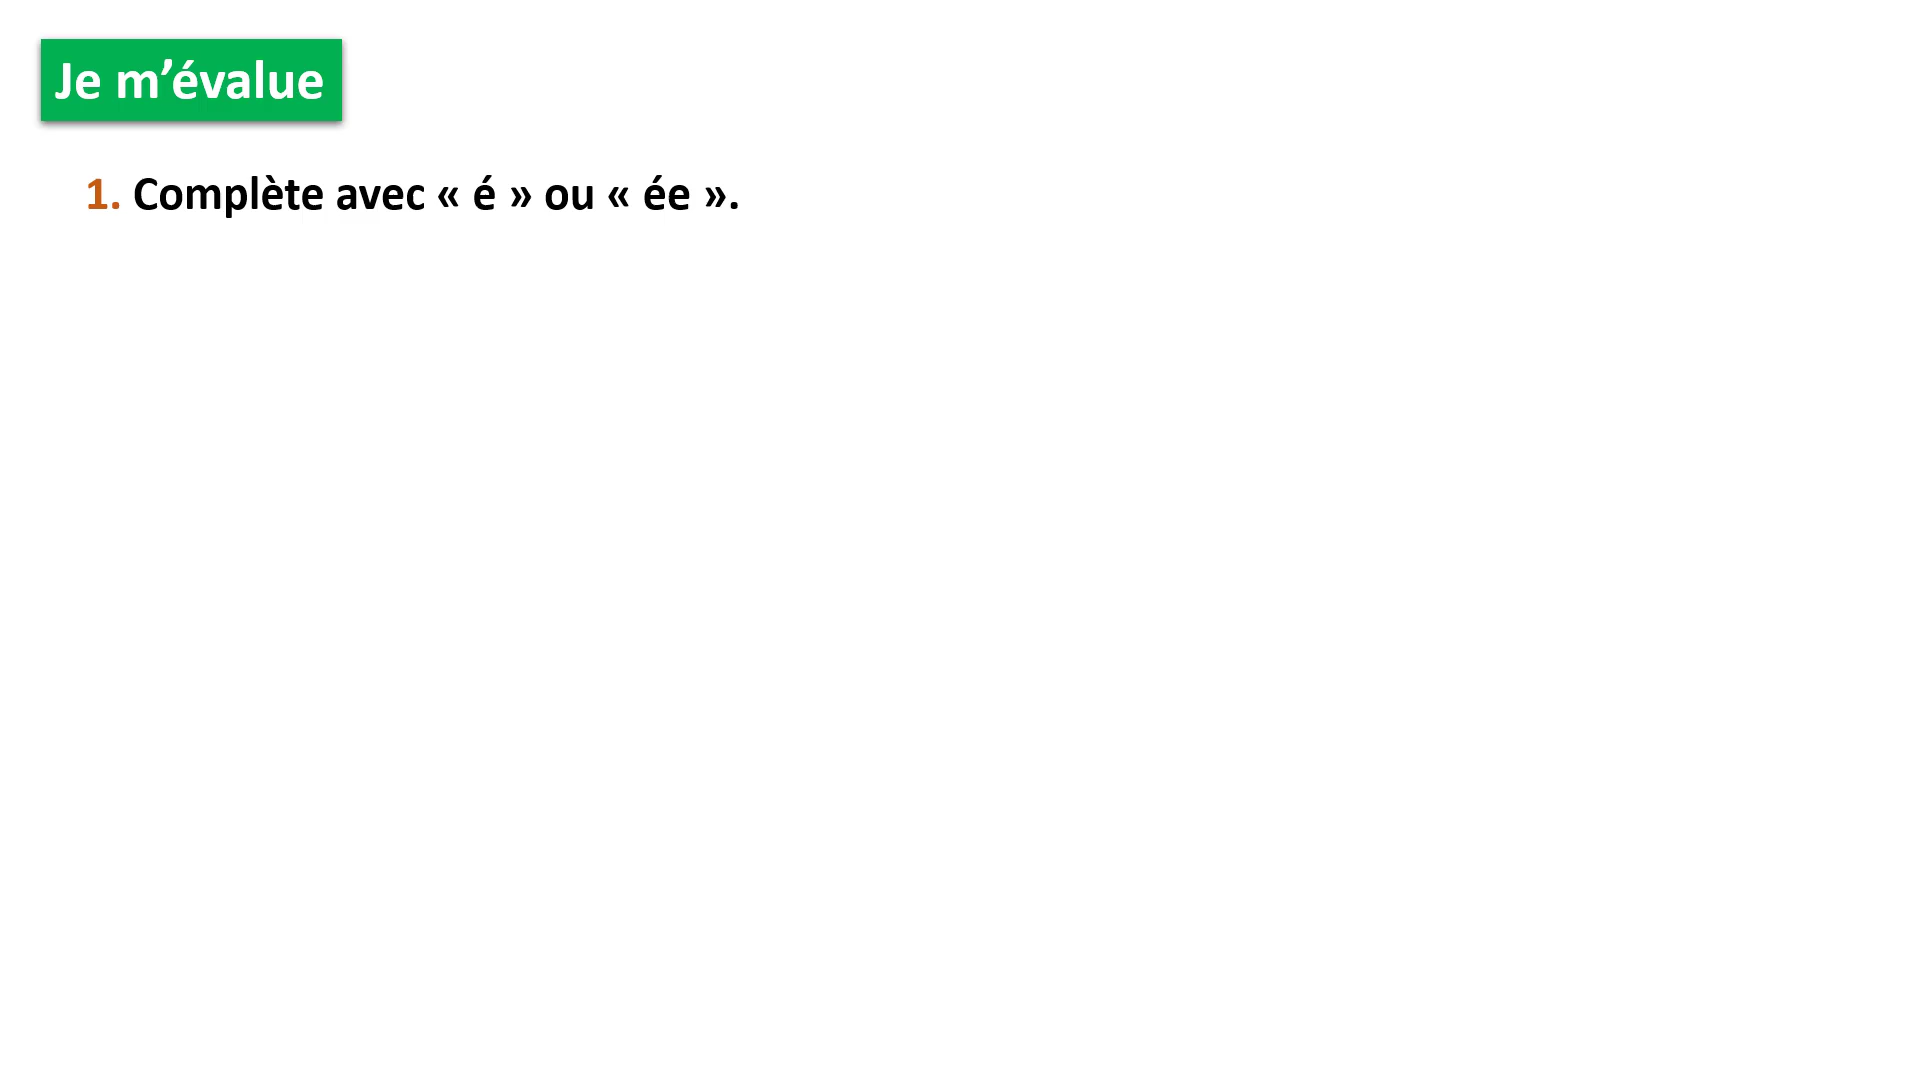 Je m’évalue
1. Complète avec « é » ou « ée ».